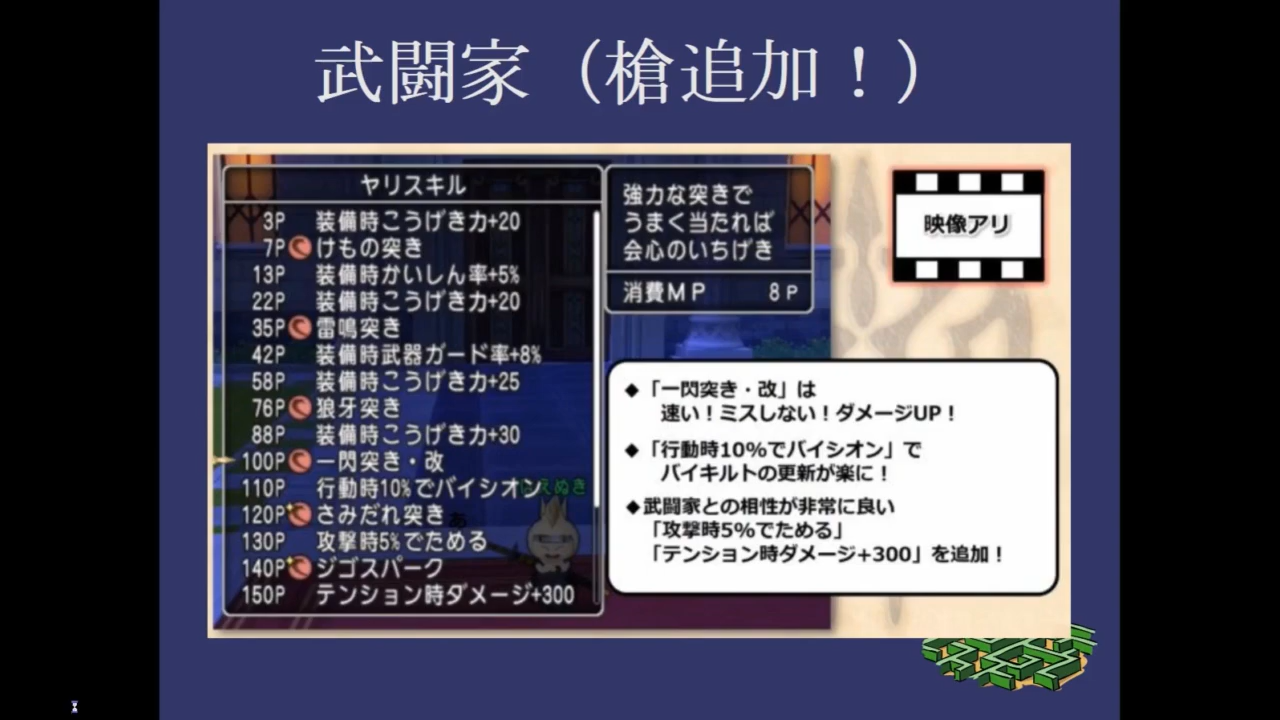 武闘家（槍追加！）
ヤリスキル
3P 装備時こうげき力+20
7P けもの突き
13P 装備時かいしん率+5%
22P 装備時こうげき力+20
35P 雷鳴突き
42P 装備時武器ガード率+8%
58P 装備時こうげき力+25
76P 狼牙突き
88P 装備時こうげき力+30
100P 一閃突き・改
110P 行動時10%でバイシオン
120P さみだれ突き
130P 攻撃時5%でためる
140P ジゴスパーク
150P テンション時ダメージ+300
強力な突きで
うまく当たれば
会心のいちげき
消費MP 8P
映像アリ
◆「一閃突き・改」は
速い！ミスしない！ダメージUP！
◆「行動時10%でバイシオン」で
バイキルトの更新が楽に！
◆武闘家との相性が非常に良い
「攻撃時5%でためる」
「テンション時ダメージ+300」を追加！
えぬき
あ